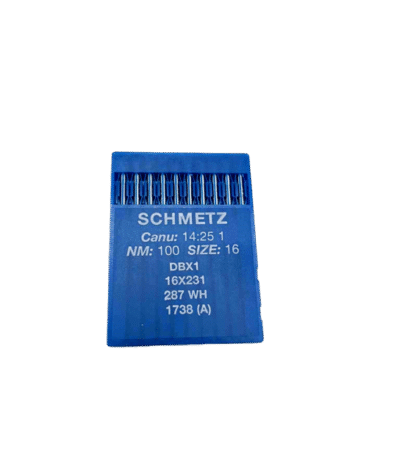 SCHMETZ
Canu: 14:25 1
NM: 100 SIZE: 16
DBX1
16X231
287 WH
1738 (A)